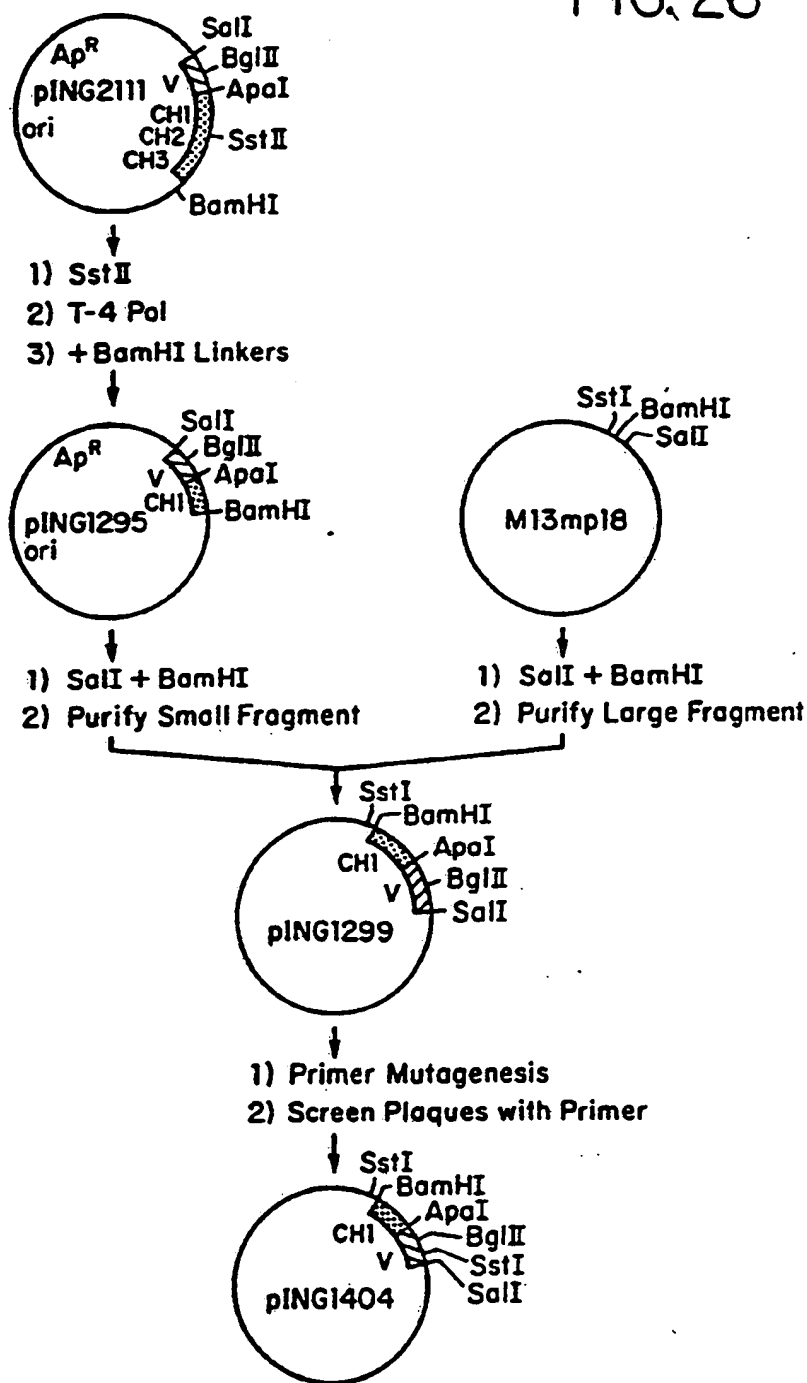 FIG. 26
SalI
Ap^R
BglII
V
pING2111
ApaI
ori
CH1
CH2
SstII
CH3
BamHI
1) SstII
2) T-4 Pol
3) +BamHI Linkers
SalI
Ap^R
BglII
V
ApaI
CH1
BamHI
pING1295
ori
SstI
BamHI
SalI
M13mp18
1) SalI + BamHI
2) Purify Small Fragment
1) SalI + BamHI
2) Purify Large Fragment
SstI
BamHI
ApaI
CH1
BglII
V
SalI
pING1299
1) Primer Mutagenesis
2) Screen Plaques with Primer
SstI
BamHI
ApaI
CH1
BglII
V
SstI
SalI
pING1404